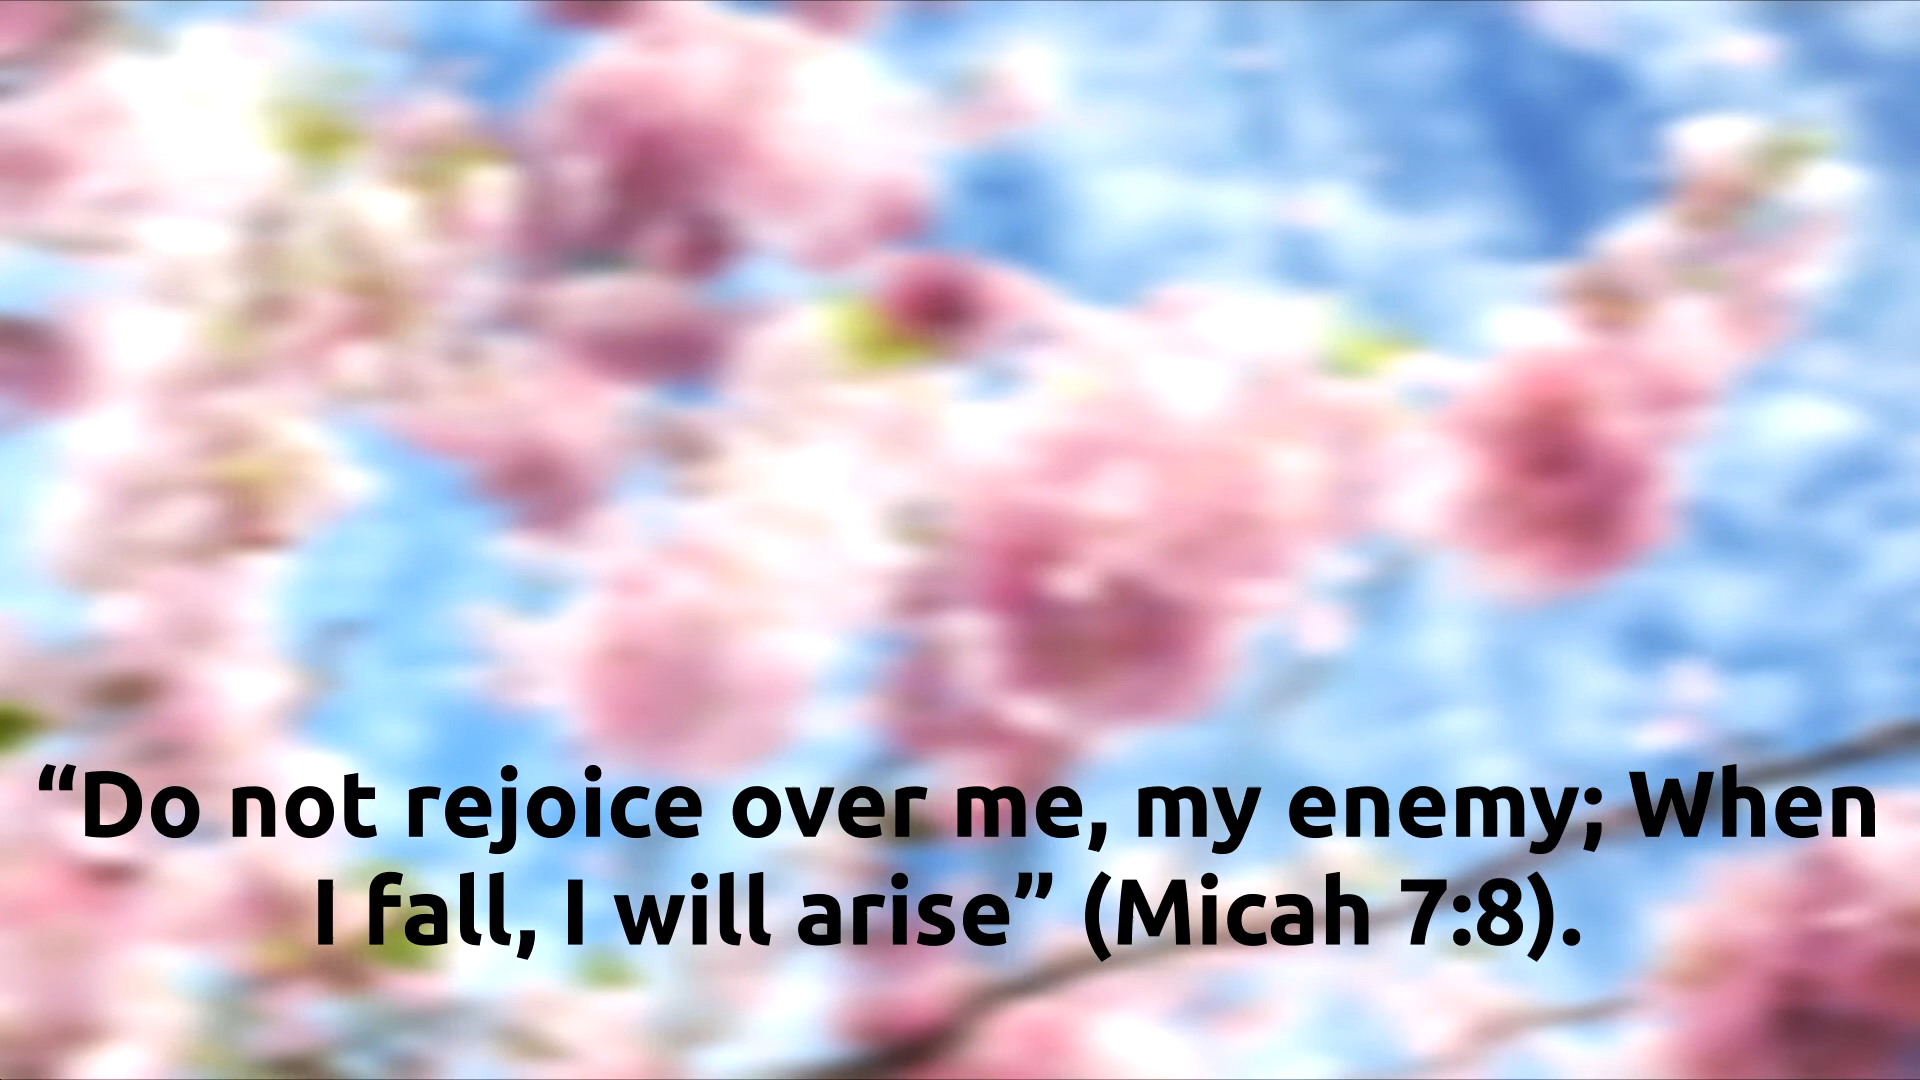 “Do not rejoice over me, my enemy; When
I fall, I will arise” (Micah 7:8).